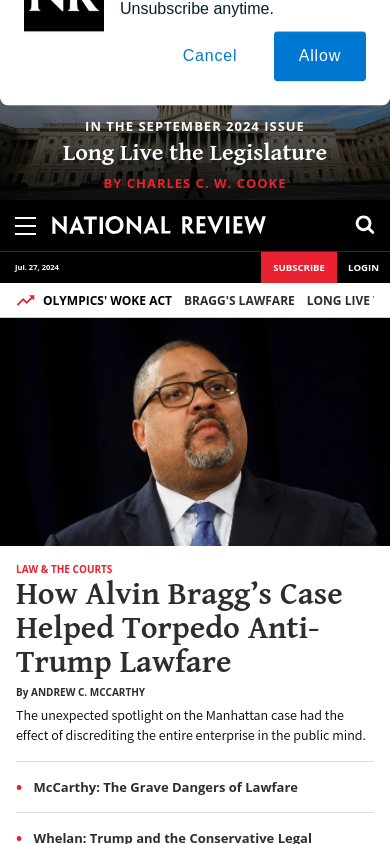 NR
Unsubscribe anytime.
Cancel
Allow
IN THE SEPTEMBER 2024 ISSUE
Long Live the Legislature
BY CHARLES C. W. COOKE
NATIONAL REVIEW
Jul. 27, 2024
SUBSCRIBE
LOGIN
OLYMPICS' WOKE ACT BRAGG'S LAWFARE LONG LIVE
LAW & THE COURTS
How Alvin Bragg’s Case
Helped Torpedo Anti-
Trump Lawfare
By ANDREW C. MCCARTHY
The unexpected spotlight on the Manhattan case had the
effect of discrediting the entire enterprise in the public mind.
• McCarthy: The Grave Dangers of Lawfare
• Whelan: Trump and the Conservative Legal